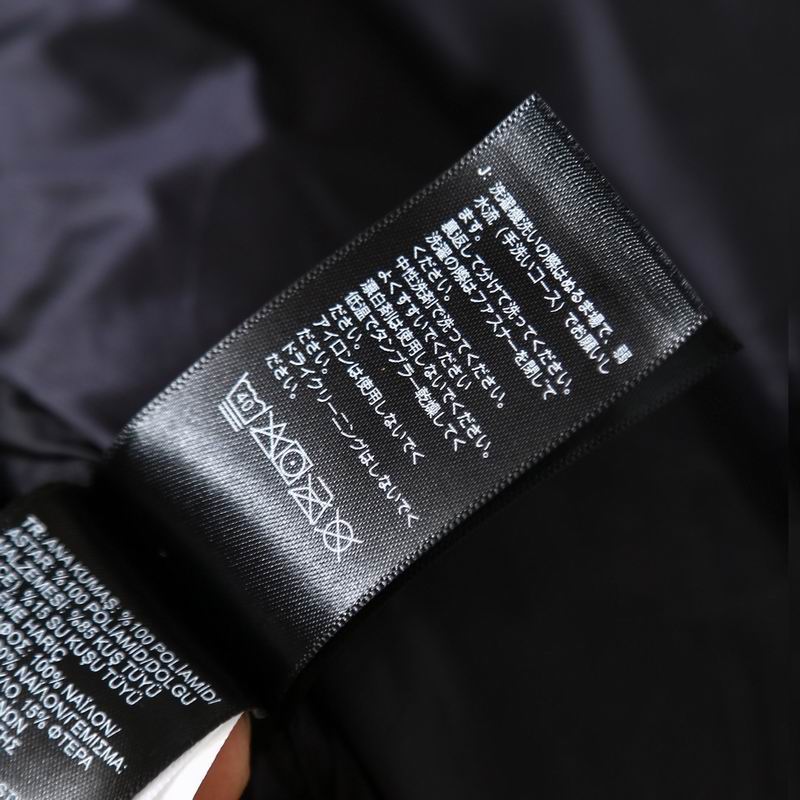 J 洗濯機洗いの際はぬるま湯で、弱
水流（手洗いコース）でお願いし
ます。
裏返して分けて洗ってください。
洗濯の際はファスナーを閉じて
ください。
中性洗剤で洗ってください。
よくすすいでください
漂白剤は使用しないでください。
低温でタンブラー乾燥してく
ださい。
アイロンは使用しないでく
ださい。
ドライクリーニングはしないでく
ださい。
40
TR ANAKUMAŞ: %100 POLİAMİD/
ASTAR: %100 POLİAMİD/DOLGU
MALZEMESİ: %85 KUŞ TÜYÜ
%15 SU KUŞU TÜYÜ
HARİÇ
100% ΝΑΪΛΟΝ/
ΝΑΪΛΟΝ/ΓΕΜΙΣΜΑ:
15% ΦΤΕΡΑ